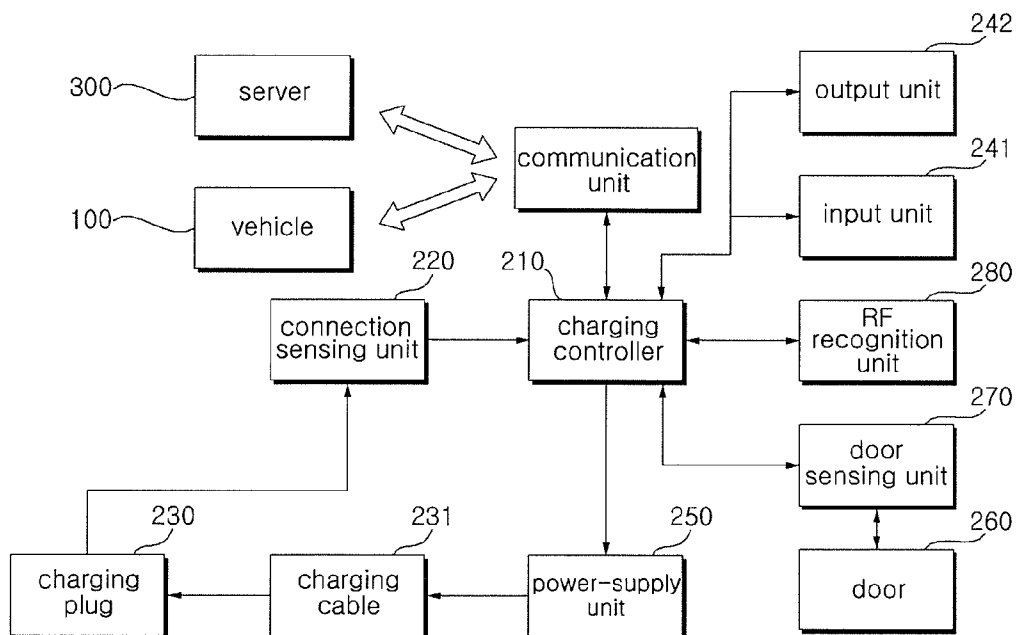 242
300
server
output unit
communication
unit
241
100
vehicle
input unit
220
210
280
connection
sensing unit
charging
controller
RF
recognition
unit
270
door
sensing unit
230
231
250
260
charging
plug
charging
cable
power-supply
unit
door